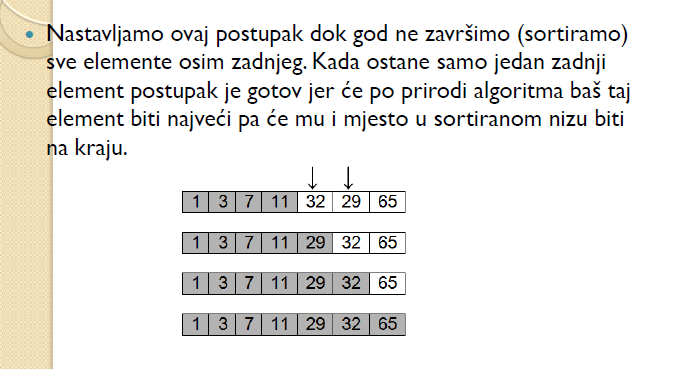 Nastavljamo ovaj postupak dok god ne završimo (sortiramo)
sve elemente osim zadnjeg. Kada ostane samo jedan zadnji
element postupak je gotov jer će po prirodi algoritma baš taj
element biti najveći pa će mu i mjesto u sortiranom nizu biti
na kraju.
1 3 7 11 32 29 65
1 3 7 11 29 32 65
1 3 7 11 29 32 65
1 3 7 11 29 32 65